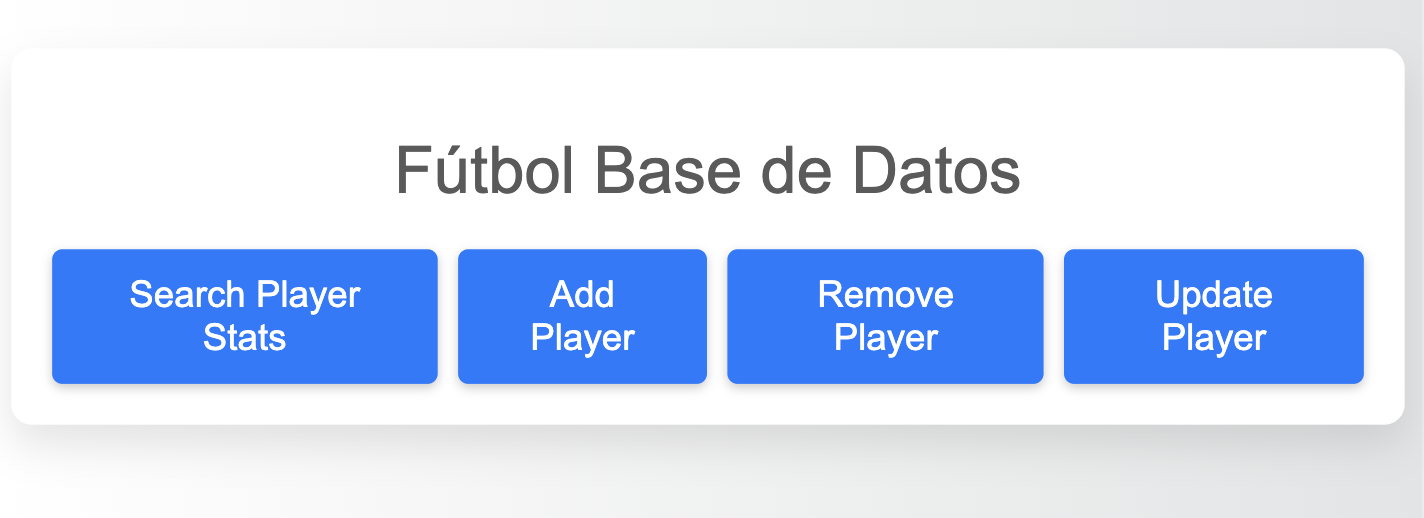 Fútbol Base de Datos
Search Player
Stats
Add
Player
Remove
Player
Update
Player